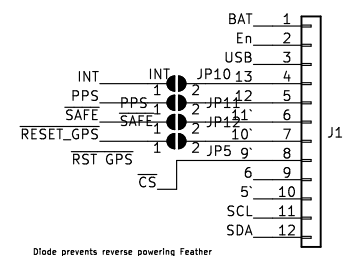 BAT 1
En 2
USB 3
INT INT 1 2 JP10 13 4
PPS PPS 1 2 JP11 12 5
SAFE SAFE 1 2 JP12 11` 6
RESET_GPS 1 2 10` 7
RST GPS JP5 9` 8
J1
CS 6 9
5` 10
SCL 11
SDA 12
Diode prevents reverse powering Feather